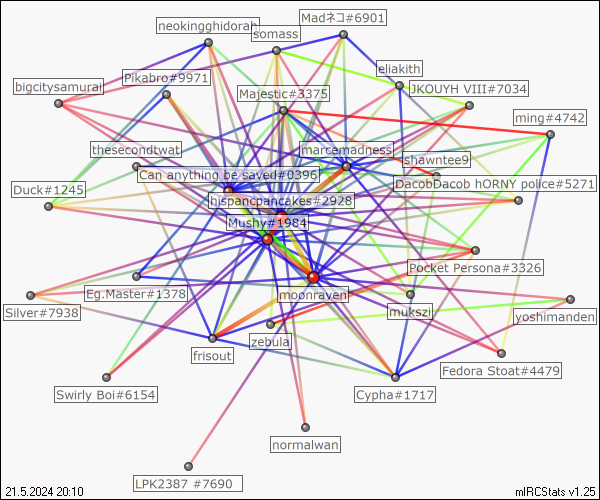 Madネコ#6901
neokingghidorah
somass
eliakith
Pikabro#9971
bigcitysamurai
Majestic#3375
JKOUYH VIII#7034
ming#4742
thesecondtwat
marcemadness
shawntee9
Can anything be saved#0396
DacobDacob hORNY police#5271
Duck#1245
hispancpancakes#2928
Mushy#1984
Pocket Persona#3326
Eg.Master#1378
moonraven
Silver#7938
mukszi
yoshimanden
zebula
frisout
Fedora Stoat#4479
Swirly Boi#6154
Cypha#1717
normalwan
LPK2387 #7690
21.5.2024 20:10
mIRCStats v1.25